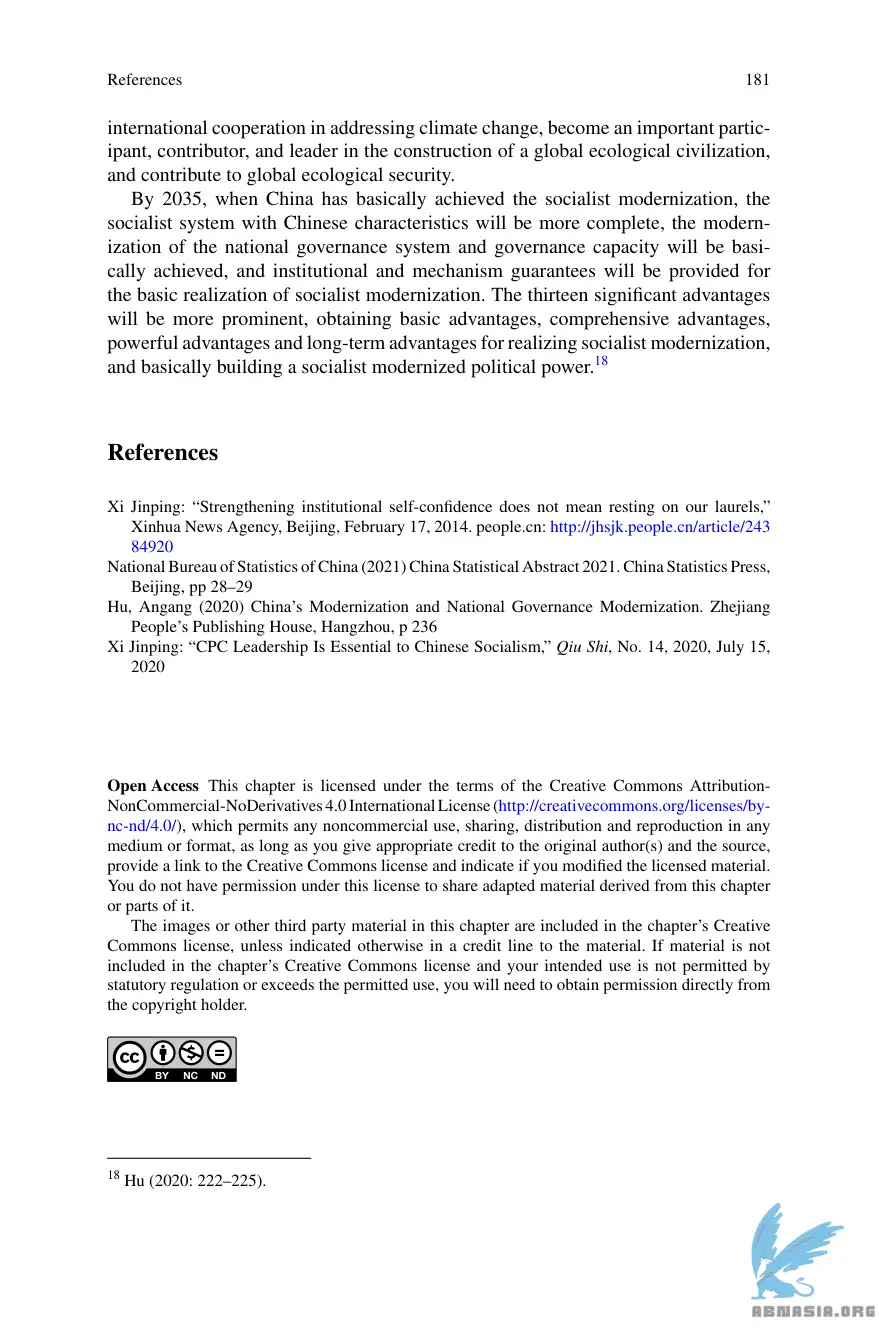 References 181
international cooperation in addressing climate change, become an important partic-
ipant, contributor, and leader in the construction of a global ecological civilization,
and contribute to global ecological security.
By 2035, when China has basically achieved the socialist modernization, the
socialist system with Chinese characteristics will be more complete, the modern-
ization of the national governance system and governance capacity will be basi-
cally achieved, and institutional and mechanism guarantees will be provided for
the basic realization of socialist modernization. The thirteen significant advantages
will be more prominent, obtaining basic advantages, comprehensive advantages,
powerful advantages and long-term advantages for realizing socialist modernization,
and basically building a socialist modernized political power.18
References
Xi Jinping: “Strengthening institutional self-confidence does not mean resting on our laurels,”
Xinhua News Agency, Beijing, February 17, 2014. people.cn: http://jhsjk.people.cn/article/243
84920
National Bureau of Statistics of China (2021) China Statistical Abstract 2021. China Statistics Press,
Beijing, pp 28–29
Hu, Angang (2020) China’s Modernization and National Governance Modernization. Zhejiang
People’s Publishing House, Hangzhou, p 236
Xi Jinping: “CPC Leadership Is Essential to Chinese Socialism,” Qiu Shi, No. 14, 2020, July 15,
2020
Open Access This chapter is licensed under the terms of the Creative Commons Attribution-
NonCommercial-NoDerivatives 4.0 International License (http://creativecommons.org/licenses/by-
nc-nd/4.0/), which permits any noncommercial use, sharing, distribution and reproduction in any
medium or format, as long as you give appropriate credit to the original author(s) and the source,
provide a link to the Creative Commons license and indicate if you modified the licensed material.
You do not have permission under this license to share adapted material derived from this chapter
or parts of it.
The images or other third party material in this chapter are included in the chapter’s Creative
Commons license, unless indicated otherwise in a credit line to the material. If material is not
included in the chapter’s Creative Commons license and your intended use is not permitted by
statutory regulation or exceeds the permitted use, you will need to obtain permission directly from
the copyright holder.
cc
BY NC ND
18 Hu (2020: 222–225).
ABNASIA.ORG